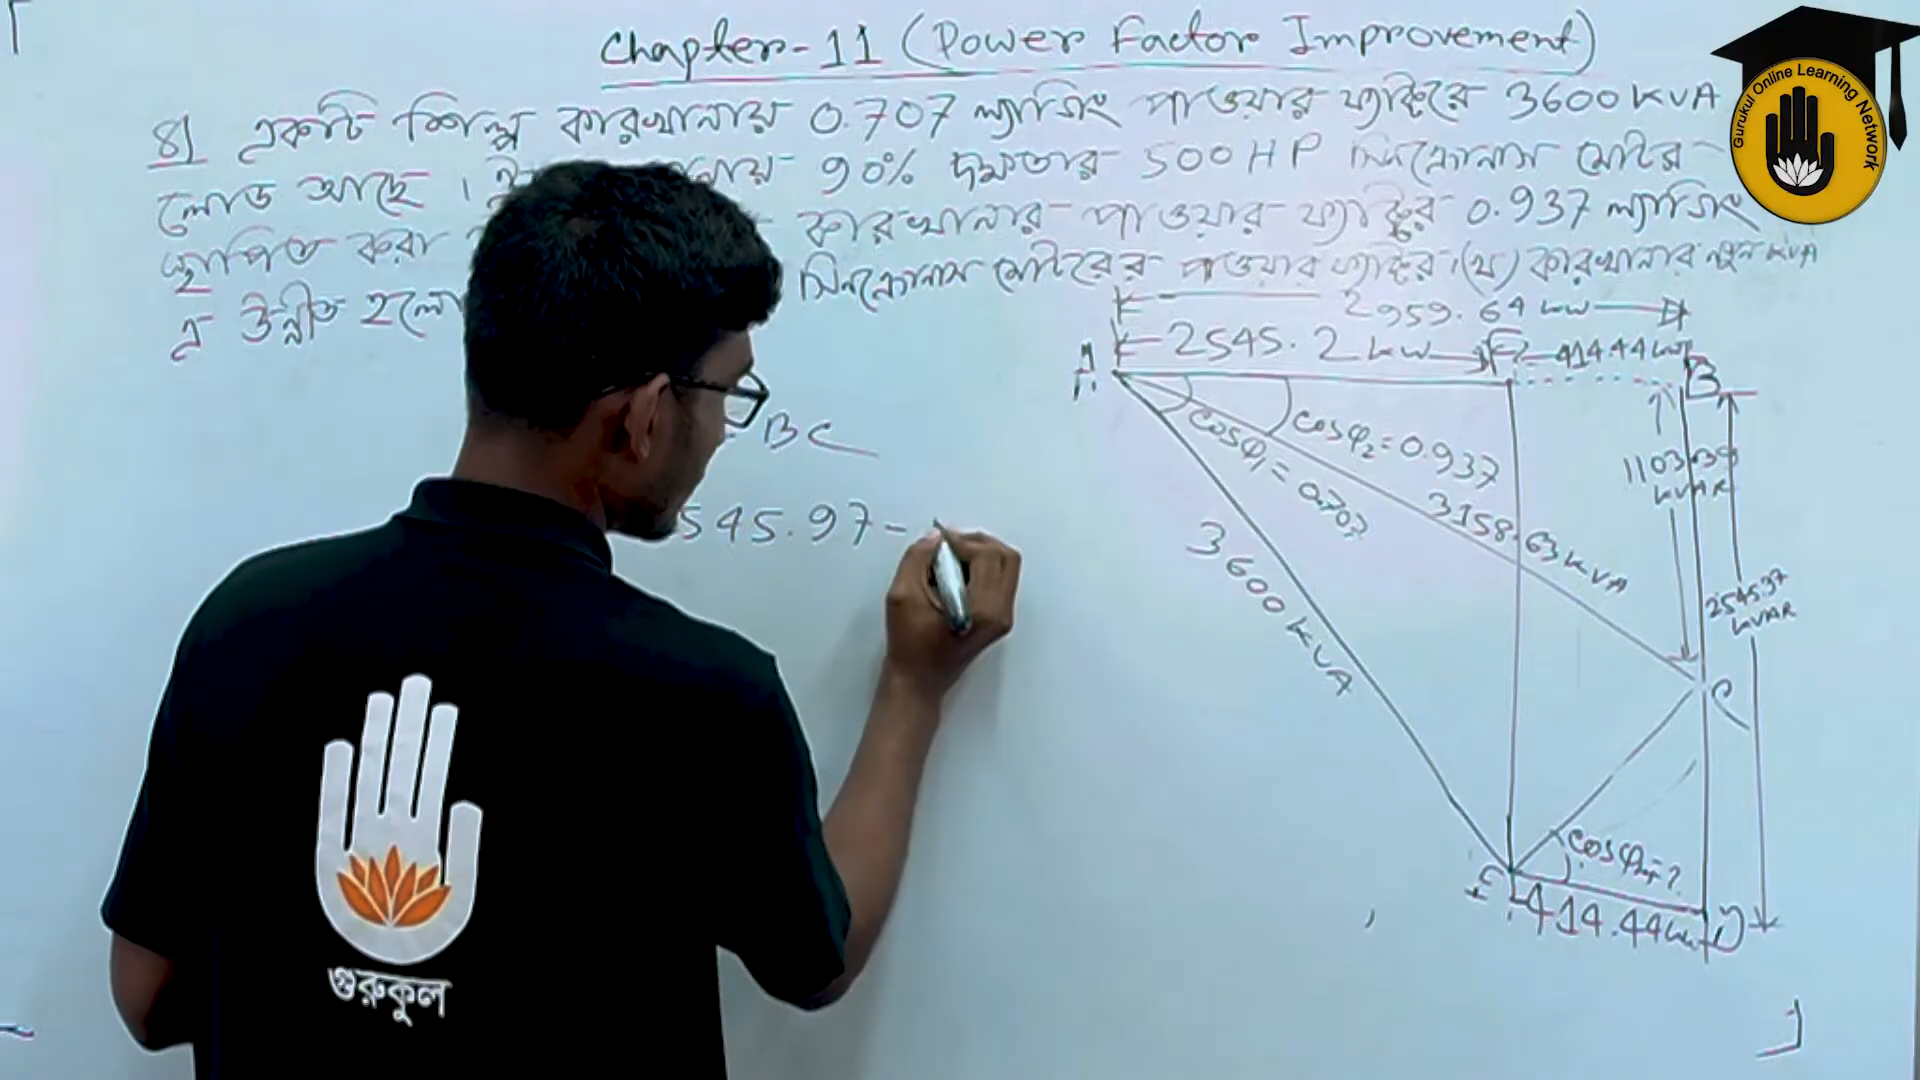 Chapter-11 (Power Factor Improvement)
৪) একটি শিল্প কারখানায় 0.707 ল্যাগিং পাওয়ার ফ্যাক্টরে 3600 KVA
লোড আছে। 90% দক্ষতার 500 HP সিনক্রোনাস মোটর
স্থাপিত করা কারখানার পাওয়ার ফ্যাক্টর 0.937 ল্যাগিং
এ উন্নীত হলো সিনক্রোনাস মোটরের পাওয়ার ফ্যাক্টর। (খ) কারখানার নতুন KVA
2959.64 kw
2545.2 kw
414.44 kw
A
B
BC
cosφ₂ = 0.937
cosφ₁ = 0.707
1103.39
KVAR
3158.63 KVA
545.97 -
3600 KVA
2545.37
KVAR
C
E
D
414.44 kw
গুরুকুল
Gurukul Online Learning Network